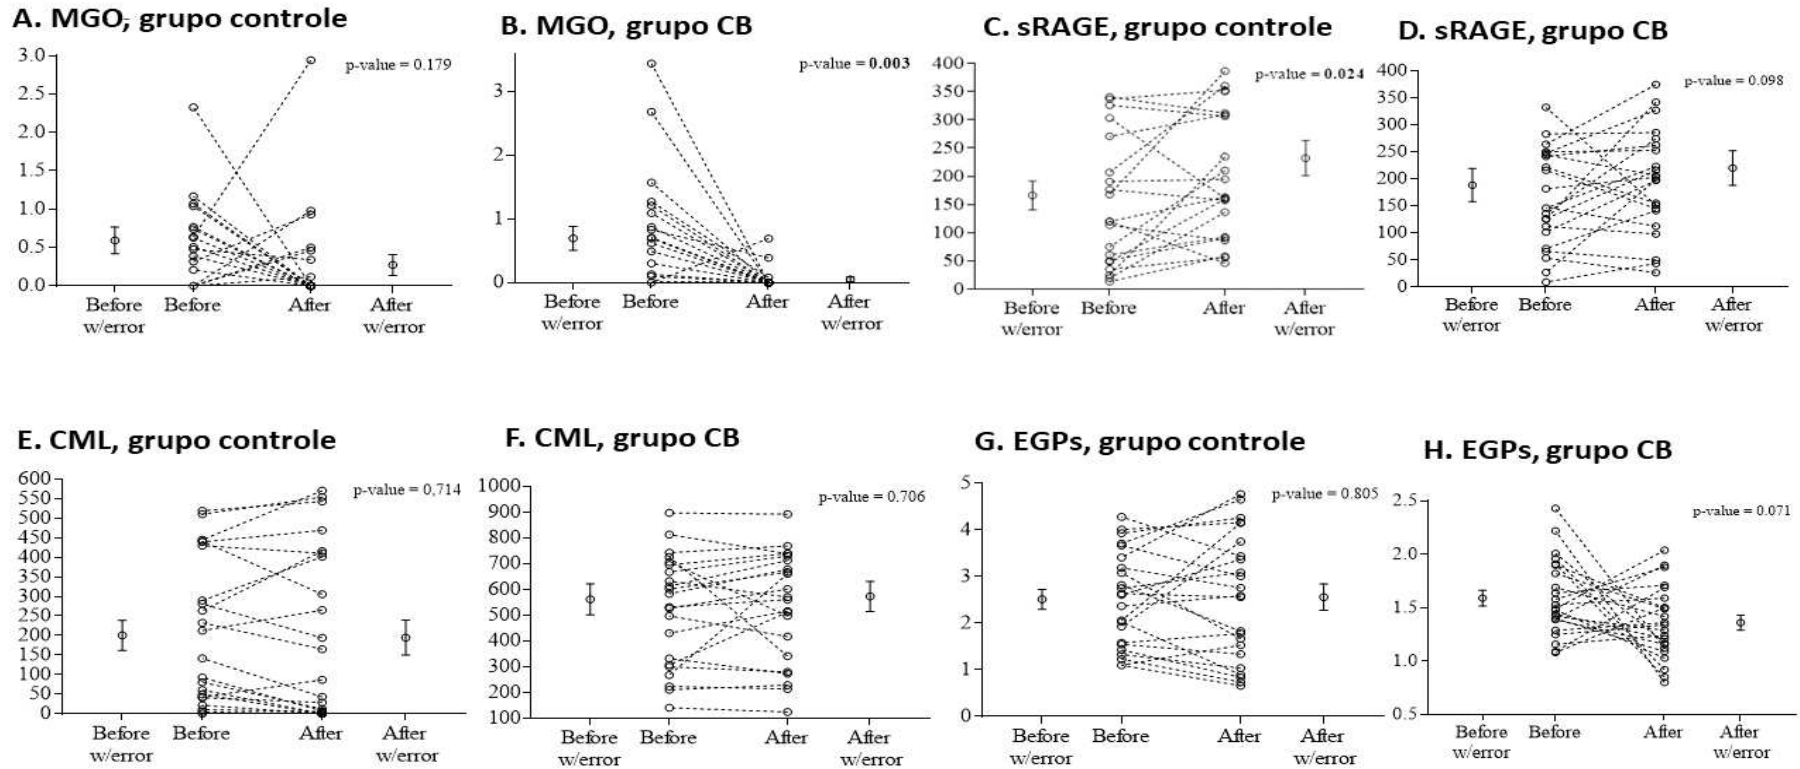 A. MGO, grupo controle
p-value = 0.179
3.0
2.5
2.0
1.5
1.0
0.5
0.0
Before
w/error
Before
After
After
w/error
B. MGO, grupo CB
p-value = 0.003
3
2
1
0
Before
w/error
Before
After
After
w/error
C. sRAGE, grupo controle
p-value = 0.024
400
350
300
250
200
150
100
50
0
Before
w/error
Before
After
After
w/error
D. sRAGE, grupo CB
p-value = 0.098
400
350
300
250
200
150
100
50
0
Before
w/error
Before
After
After
w/error
E. CML, grupo controle
p-value = 0,714
600
550
500
450
400
350
300
250
200
150
100
50
0
Before
w/error
Before
After
After
w/error
F. CML, grupo CB
p-value = 0.706
1000
900
800
700
600
500
400
300
200
100
Before
w/error
Before
After
After
w/error
G. EGPs, grupo controle
p-value = 0.805
5
4
3
2
1
0
Before
w/error
Before
After
After
w/error
H. EGPs, grupo CB
p-value = 0.071
2.5
2.0
1.5
1.0
0.5
Before
w/error
Before
After
After
w/error